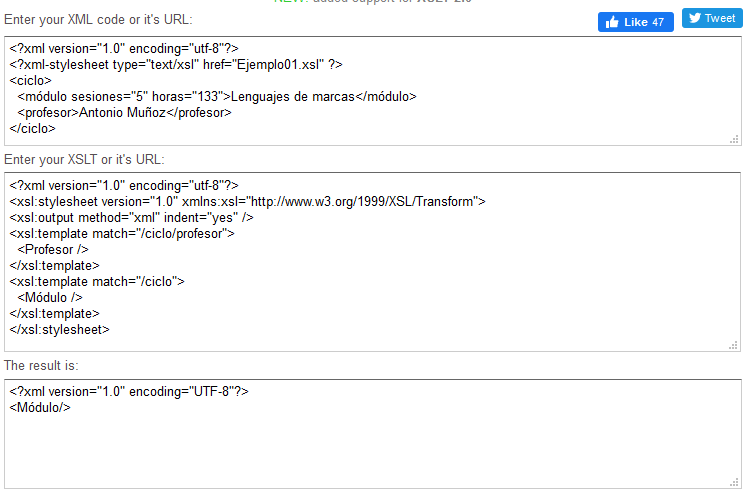 NEW: added support for XSLT 2.0
Enter your XML code or it's URL:
Like 47
Tweet
<?xml version="1.0" encoding="utf-8"?>
<?xml-stylesheet type="text/xsl" href="Ejemplo01.xsl" ?>
<ciclo>
  <módulo sesiones="5" horas="133">Lenguajes de marcas</módulo>
  <profesor>Antonio Muñoz</profesor>
</ciclo>
Enter your XSLT or it's URL:
<?xml version="1.0" encoding="utf-8"?>
<xsl:stylesheet version="1.0" xmlns:xsl="http://www.w3.org/1999/XSL/Transform">
<xsl:output method="xml" indent="yes" />
<xsl:template match="/ciclo/profesor">
  <Profesor />
</xsl:template>
<xsl:template match="/ciclo">
  <Módulo />
</xsl:template>
</xsl:stylesheet>
The result is:
<?xml version="1.0" encoding="UTF-8"?>
<Módulo/>